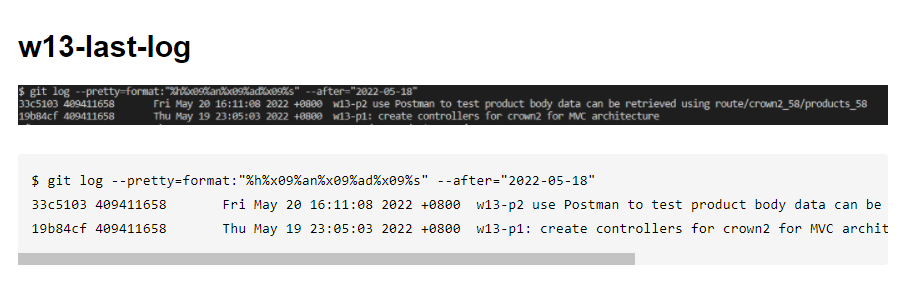 w13-last-log
$ git log --pretty=format:"%h%x09%an%x09%ad%x09%s" --after="2022-05-18"
33c5103 409411658 Fri May 20 16:11:08 2022 +0800 w13-p2 use Postman to test product body data can be retrieved using route/crown2_58/products_58
19b84cf 409411658 Thu May 19 23:05:03 2022 +0800 w13-p1: create controllers for crown2 for MVC architecture
$ git log --pretty=format:"%h%x09%an%x09%ad%x09%s" --after="2022-05-18"
33c5103 409411658 Fri May 20 16:11:08 2022 +0800 w13-p2 use Postman to test product body data can be
19b84cf 409411658 Thu May 19 23:05:03 2022 +0800 w13-p1: create controllers for crown2 for MVC archit